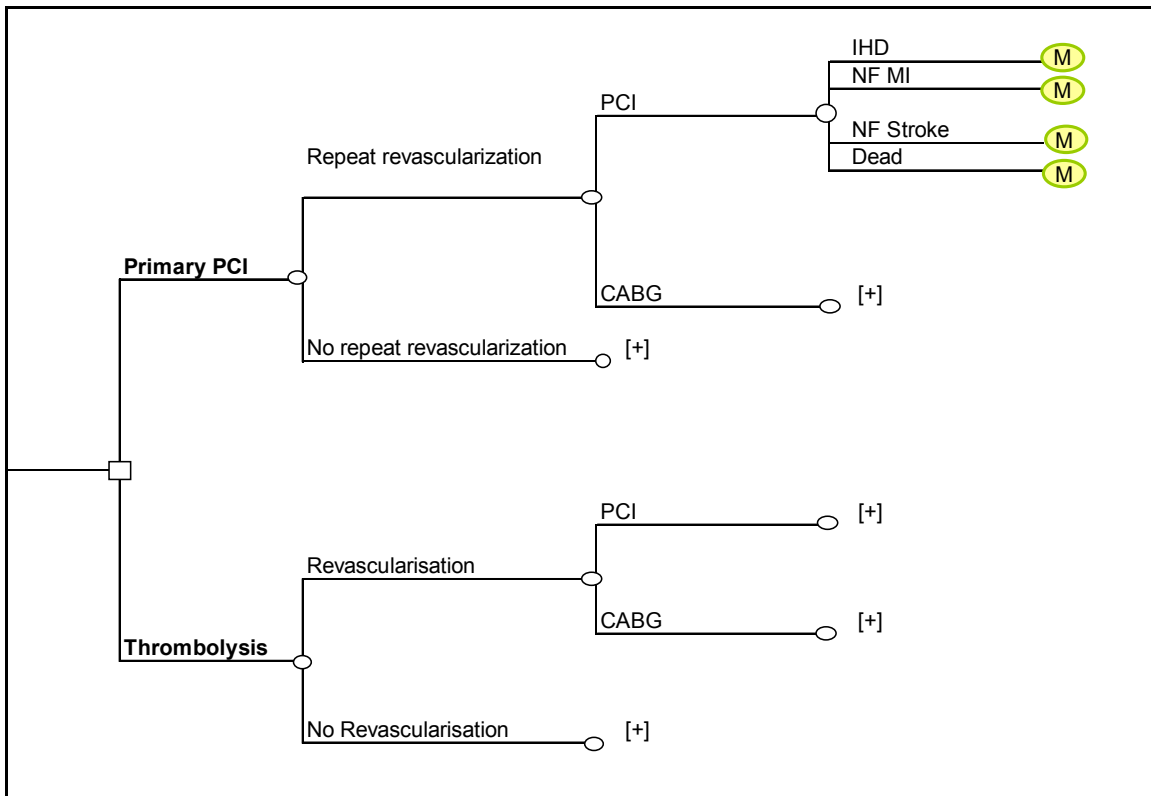 IHD
M
NF MI
M
PCI
NF Stroke
M
Repeat revascularization
Dead
M
Primary PCI
CABG
[+]
No repeat revascularization
[+]
PCI
[+]
Revascularisation
CABG
[+]
Thrombolysis
No Revascularisation
[+]